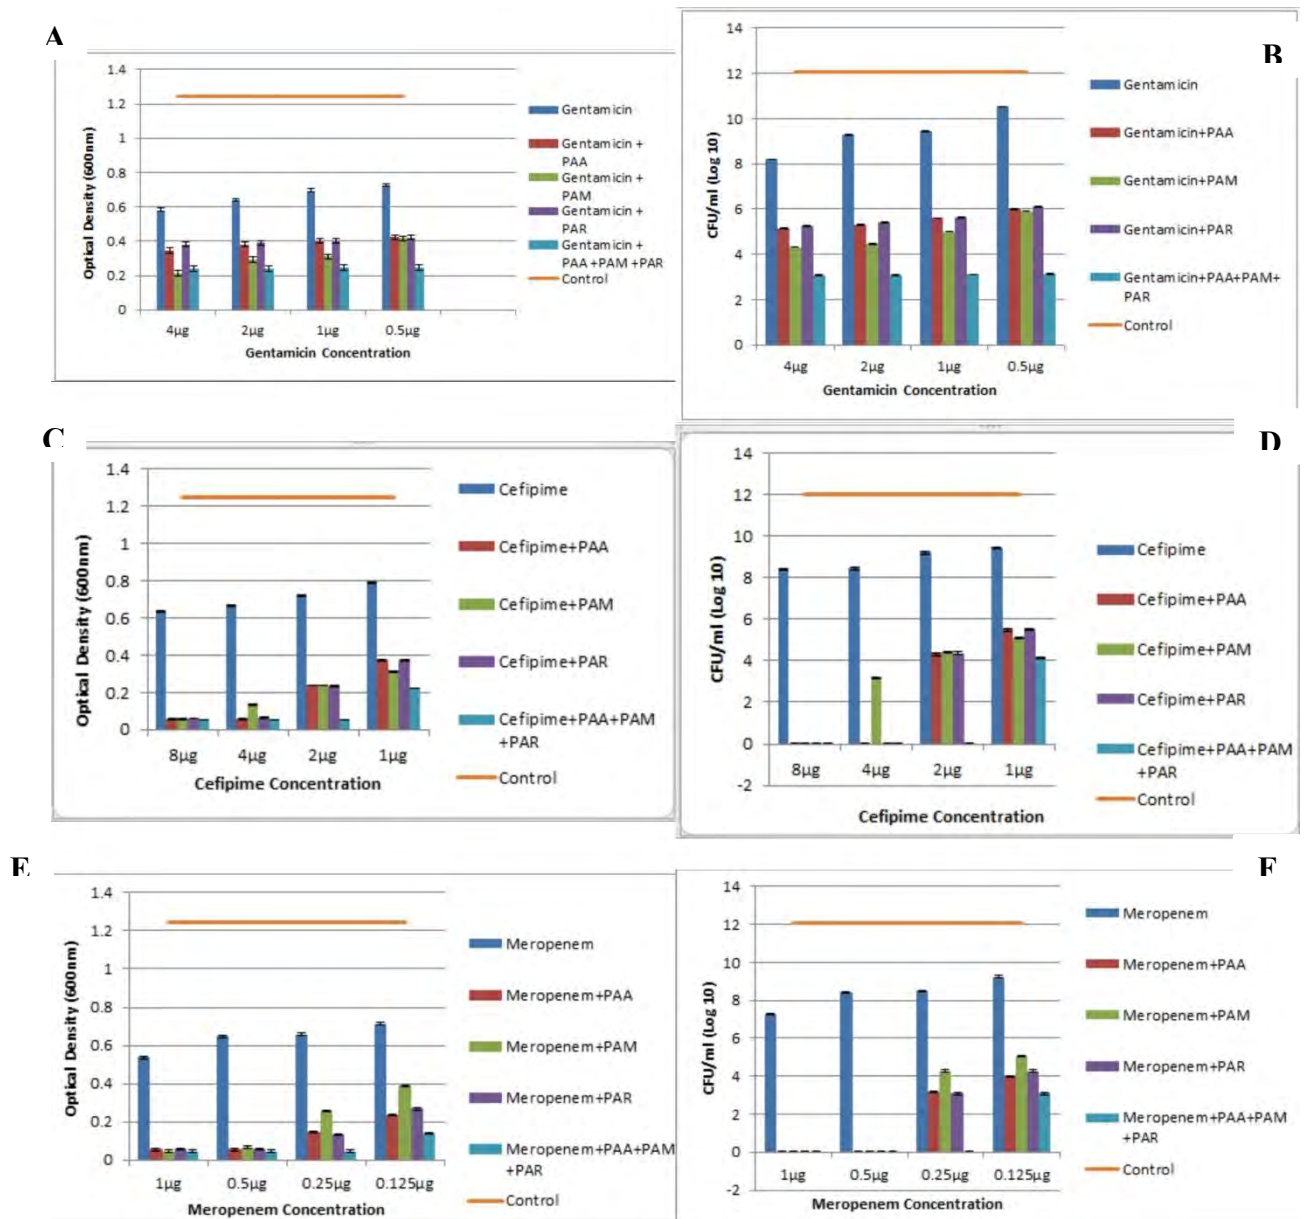 A
1.4
1.2
1
0.8
0.6
0.4
0.2
0
Optical Density (600nm)
4µg 2µg 1µg 0.5µg
Gentamicin Concentration
Gentamicin
Gentamicin +
PAA
Gentamicin +
PAM
Gentamicin +
PAR
Gentamicin +
PAA+PAM+PAR
Control
B
14
12
10
8
6
4
2
0
CFU/ml (Log 10)
4µg 2µg 1µg 0.5µg
Gentamicin Concentration
Gentamicin
Gentamicin+PAA
Gentamicin+PAM
Gentamicin+PAR
Gentamicin+PAA+PAM+
PAR
Control
C
1.4
1.2
1
0.8
0.6
0.4
0.2
0
Optical Density (600nm)
8µg 4µg 2µg 1µg
Cefipime Concentration
Cefipime
Cefipime+PAA
Cefipime+PAM
Cefipime+PAR
Cefipime+PAA+PAM
+PAR
Control
D
14
12
10
8
6
4
2
0
-2
CFU/ml (Log 10)
8µg 4µg 2µg 1µg
Cefipime Concentration
Cefipime
Cefipime+PAA
Cefipime+PAM
Cefipime+PAR
Cefipime+PAA+PAM
+PAR
Control
E
1.4
1.2
1
0.8
0.6
0.4
0.2
0
Optical Density (600nm)
1µg 0.5µg 0.25µg 0.125µg
Meropenem Concentration
Meropenem
Meropenem+PAA
Meropenem+PAM
Meropenem+PAR
Meropenem+PAA+PAM
+PAR
Control
F
14
12
10
8
6
4
2
0
-2
CFU/ml (Log 10)
1µg 0.5µg 0.25µg 0.125µg
Meropenem Concentration
Meropenem
Meropenem+PAA
Meropenem+PAM
Meropenem+PAR
Meropenem+PAA+PAM
+PAR
Control